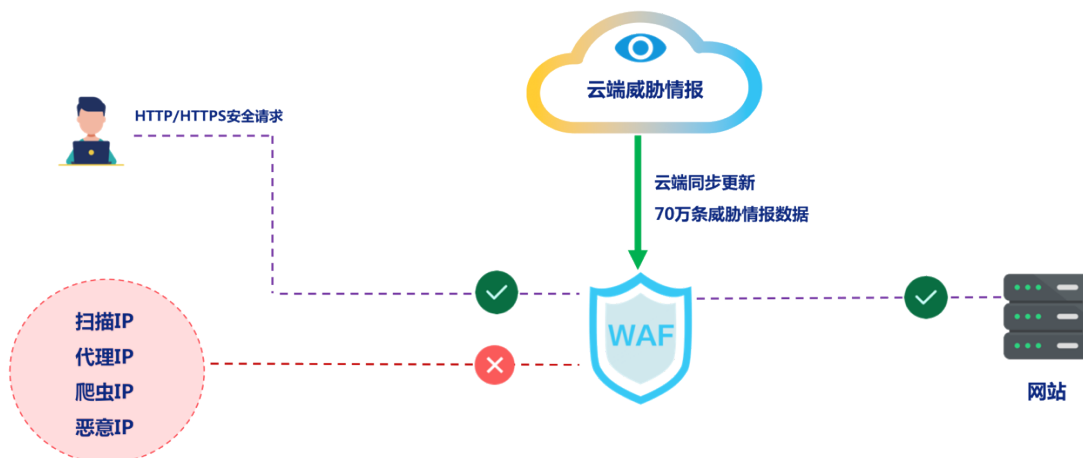 云端威胁情报
HTTP/HTTPS安全请求
云端同步更新
70万条威胁情报数据
扫描IP
代理IP
爬虫IP
恶意IP
WAF
网站